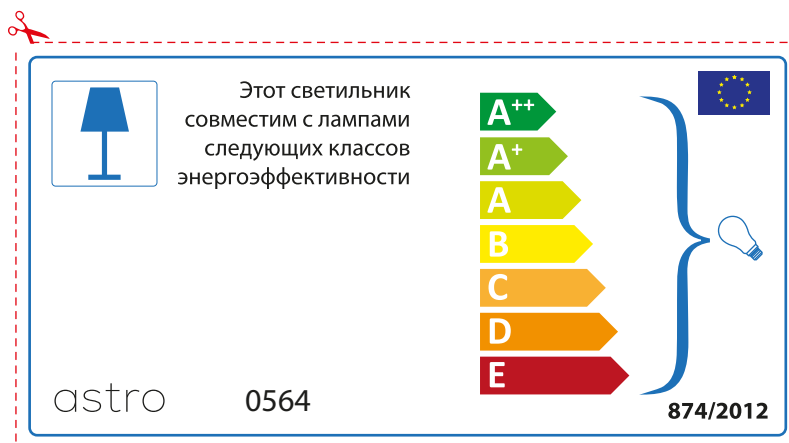 Этот светильник
совместим с лампами
следующих классов
энергоэффективности
A++
A+
A
B
C
D
E
astro
0564
874/2012